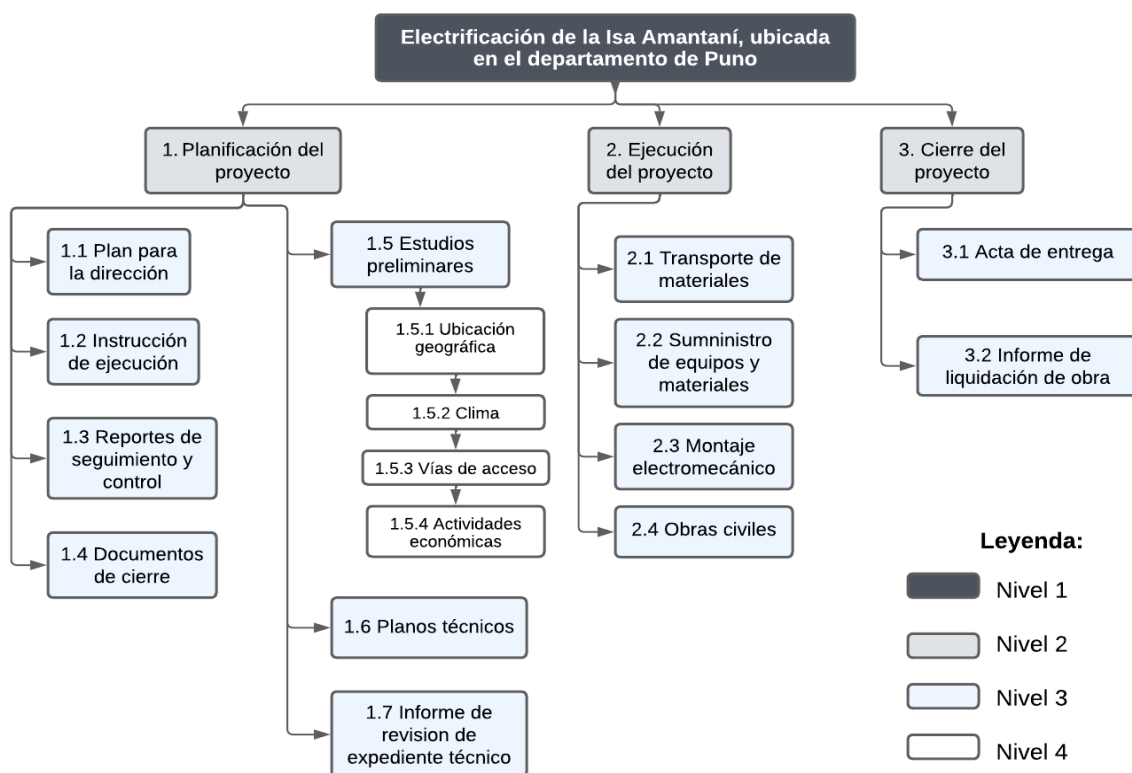 Electrificación de la Isa Amantaní, ubicada
en el departamento de Puno
1. Planificación del
proyecto
1.1 Plan para
la dirección
1.2 Instrucción
de ejecución
1.3 Reportes de
seguimiento y
control
1.4 Documentos
de cierre
1.5 Estudios
preliminares
1.5.1 Ubicación
geográfica
1.5.2 Clima
1.5.3 Vías de acceso
1.5.4 Actividades
económicas
1.6 Planos técnicos
1.7 Informe de
revision de
expediente técnico
2. Ejecución
del proyecto
2.1 Transporte de
materiales
2.2 Sumninistro
de equipos y
materiales
2.3 Montaje
electromecánico
2.4 Obras civiles
3. Cierre del
proyecto
3.1 Acta de entrega
3.2 Informe de
liquidación de obra
Leyenda:
Nivel 1
Nivel 2
Nivel 3
Nivel 4